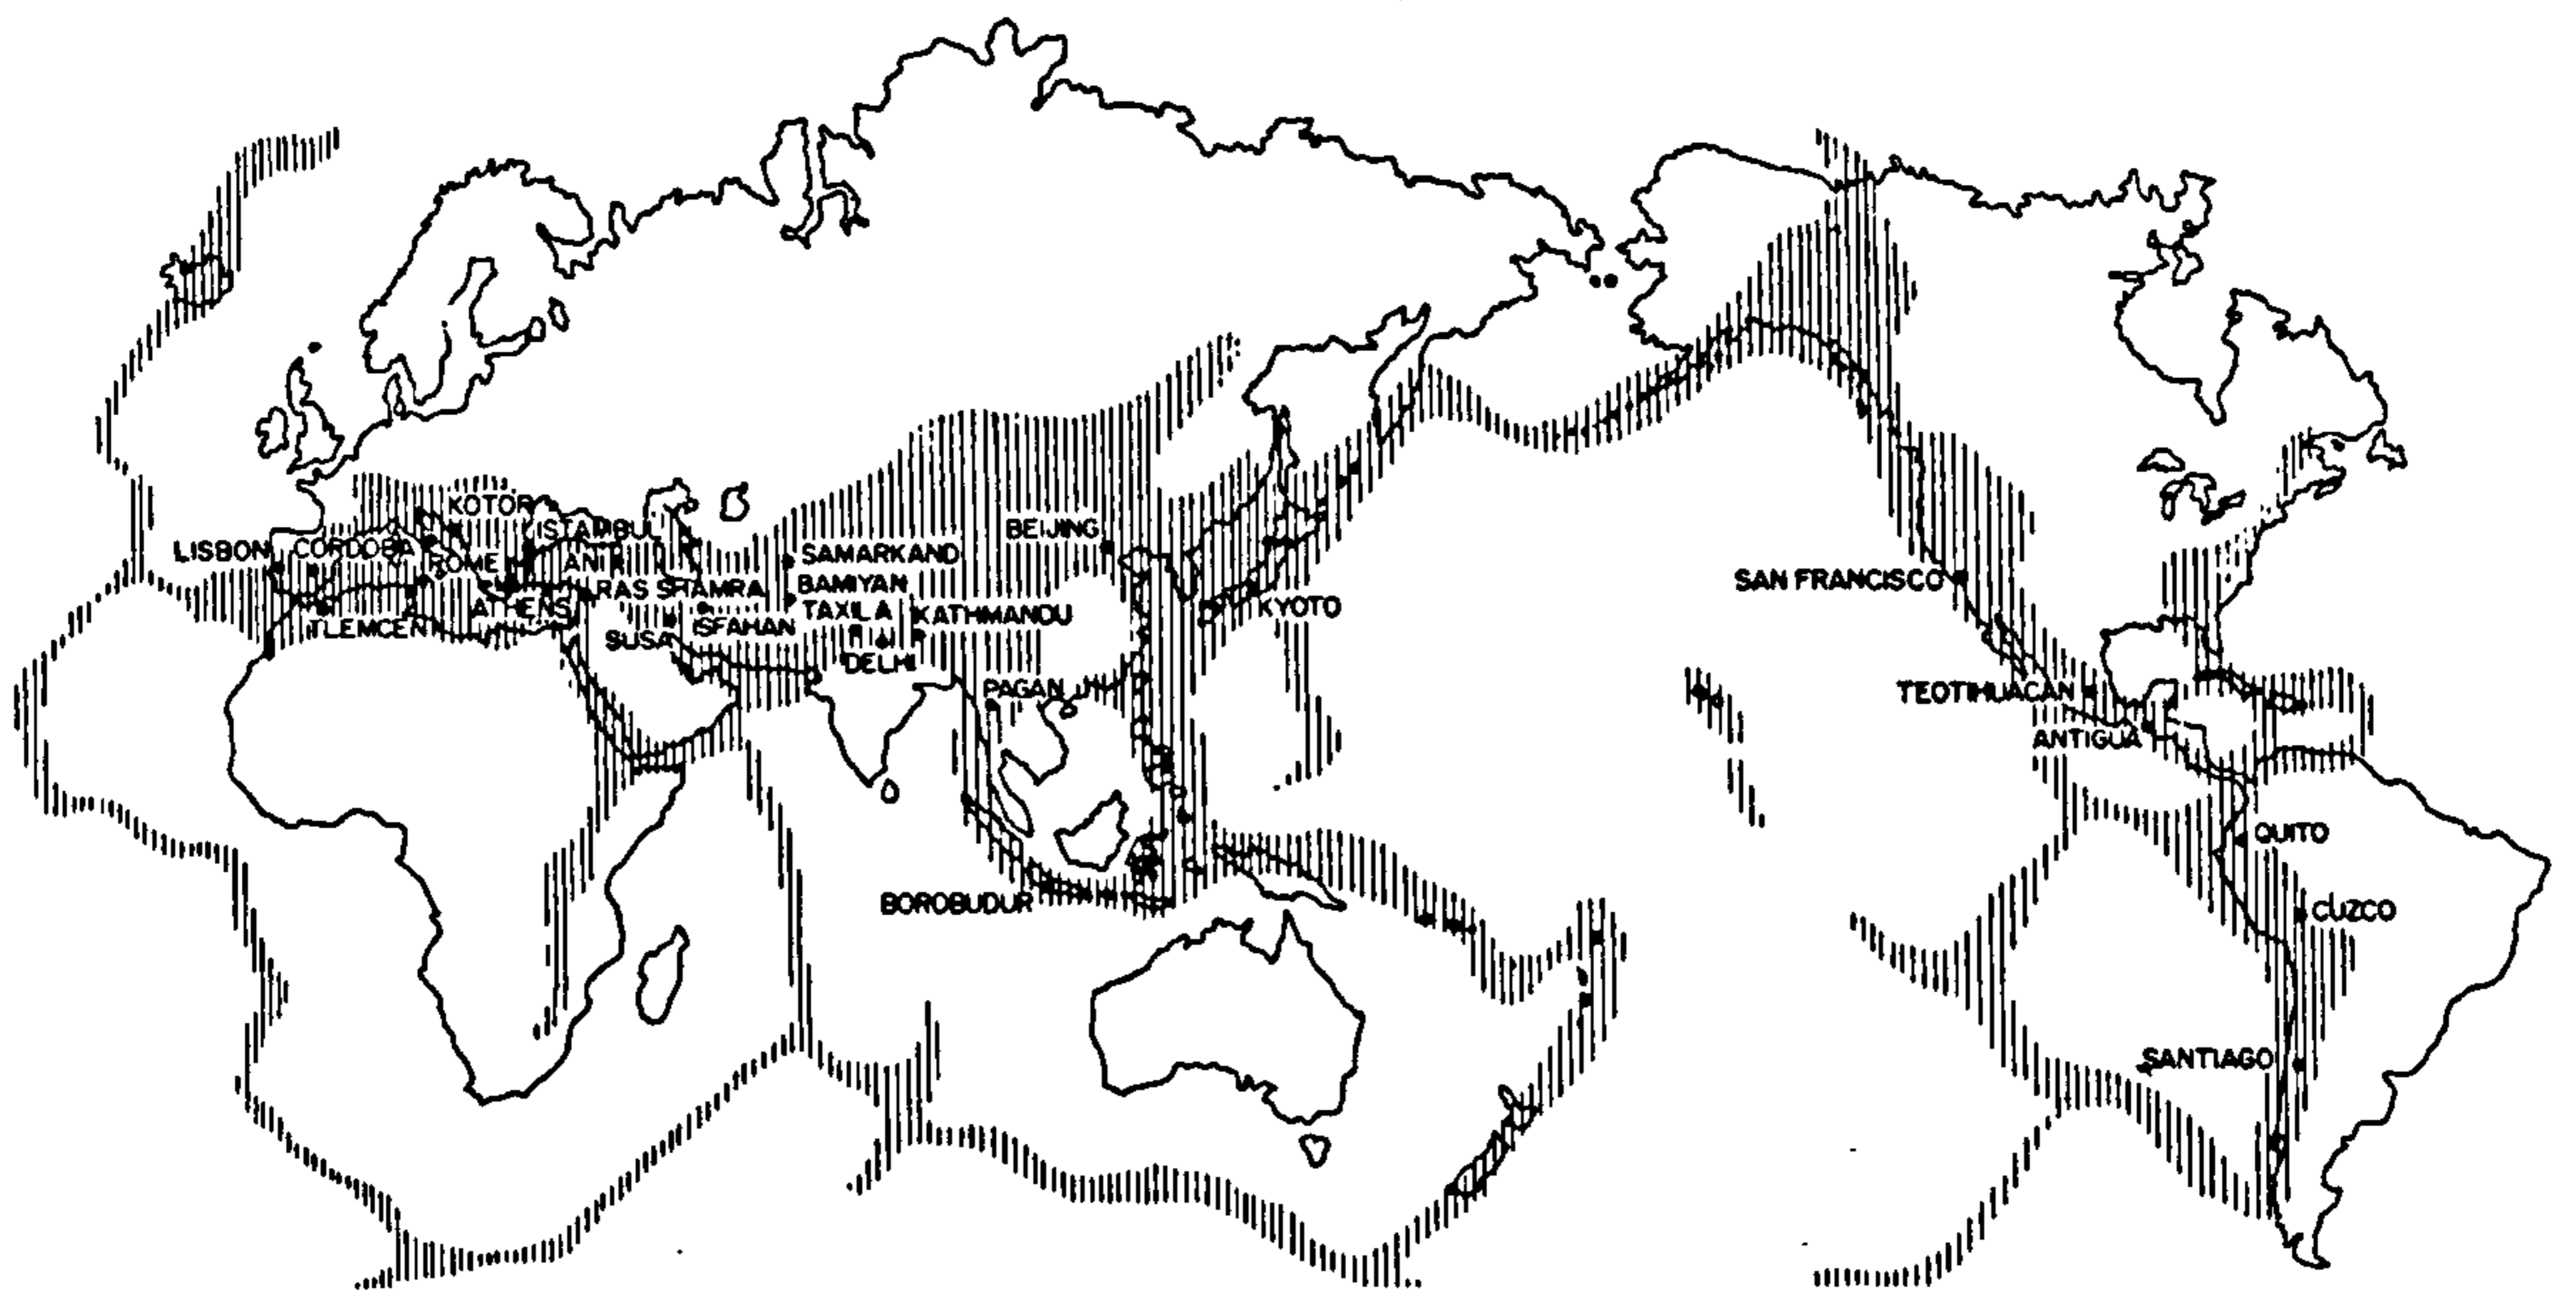 KOTOR
ISTANBUL
BEIJING
LISBON
CORDOBA
ROME
ANI
SAMARKAND
RAS SHAMRA
BAMIYAN
ATHENS
TAXILA
KATHMANDU
KYOTO
SAN FRANCISCO
TLEMCEN
SUSA
ISFAHAN
DELHI
PAGAN
TEOTIHUACAN
ANTIGUA
QUITO
BOROBUDUR
CUZCO
SANTIAGO